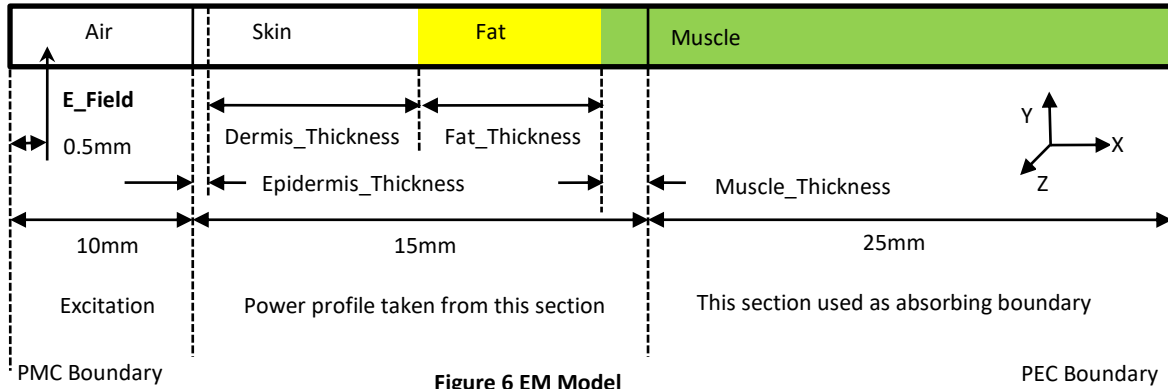 Air Skin Fat Muscle
E_Field
0.5mm
Dermis_Thickness Fat_Thickness
Y
X
Z
Epidermis_Thickness Muscle_Thickness
10mm 15mm 25mm
Excitation Power profile taken from this section This section used as absorbing boundary
PMC Boundary PEC Boundary
Figure 6 EM Model